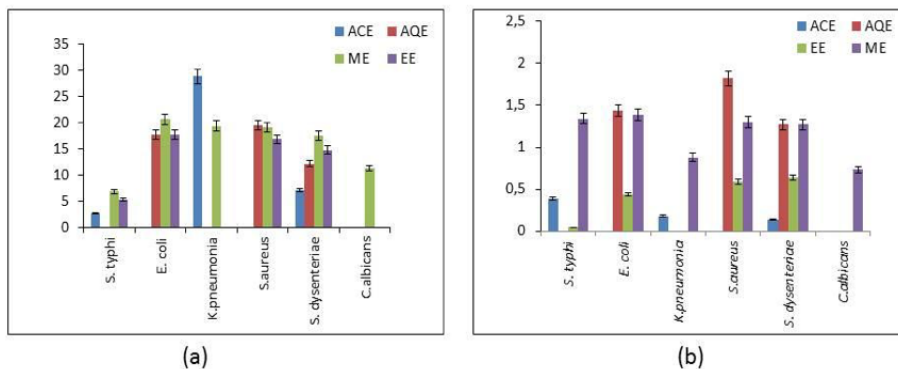 ACE AQE
ME EE
35
30
25
20
15
10
5
0
S. typhi
E. coli
K.pneumonia
S.aureus
S. dysenteriae
C.albicans
(a)
ACE AQE
EE ME
2,5
2
1,5
1
0,5
0
S. typhi
E. coli
K.pneumonia
S.aureus
S. dysenteriae
C.albicans
(b)